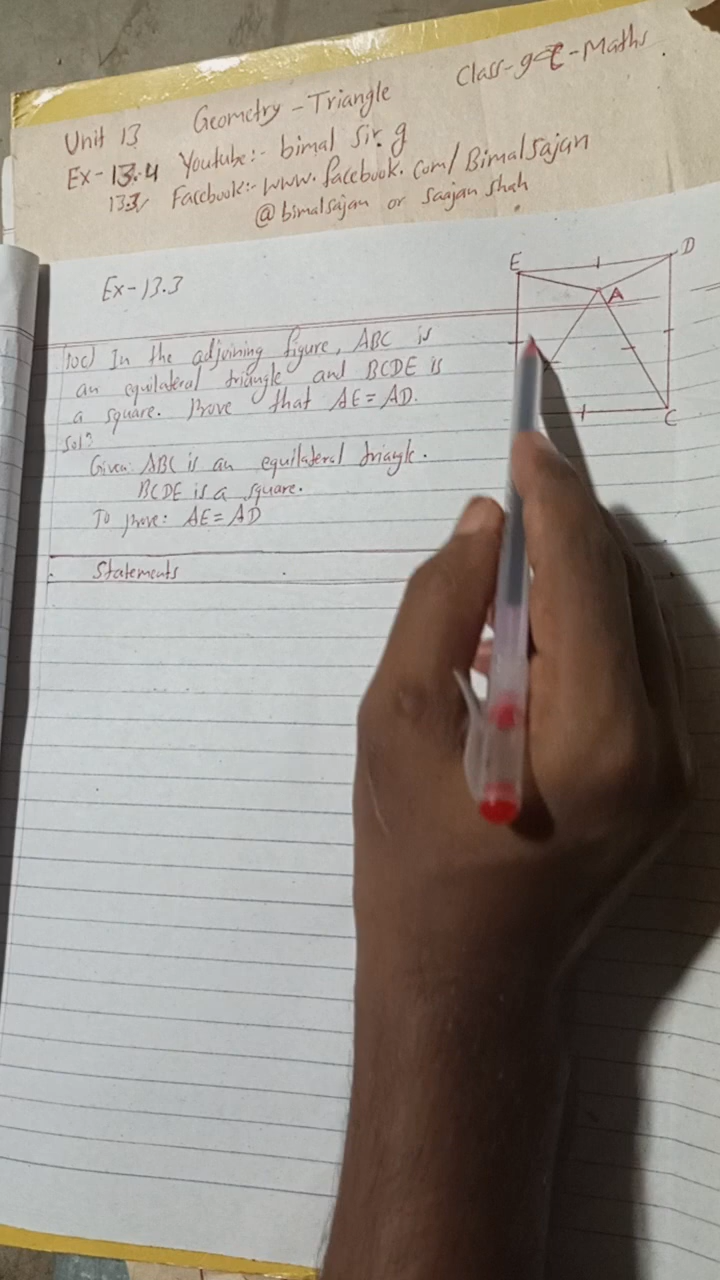 Unit 13 Geometry - Triangle Class-9 - Maths
Ex-13.4 Youtube:- bimal Sir. g
13.3/ Facebook:- www.facebook.com/Bimalsajan
@bimalsajan or saajan shah
Ex-13.3
E D
A
C
10c) In the adjoining figure, ABC is
an equilateral triangle and BCDE is
a square. Prove that AE = AD.
Sol?
Given: ABC is an equilateral triangle.
BCDE is a square.
To prove: AE = AD
Statements